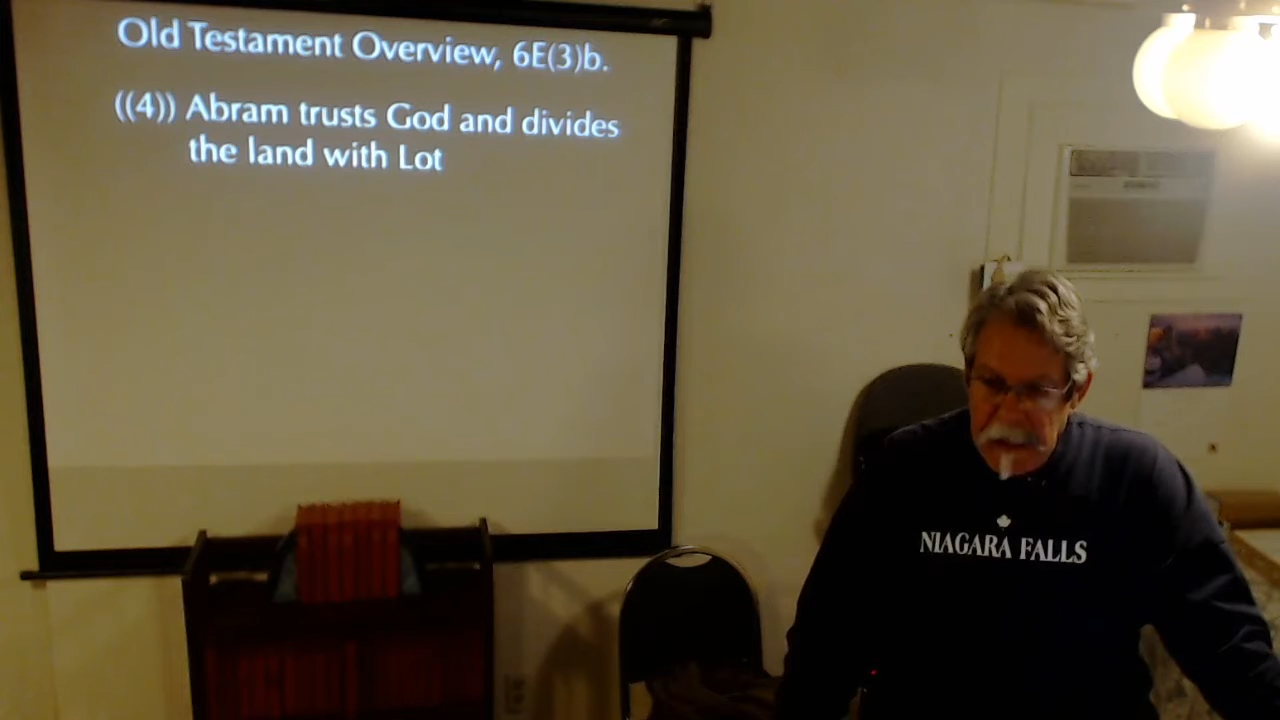 Old Testament Overview, 6E(3)b.
((4)) Abram trusts God and divides
the land with Lot
NIAGARA FALLS